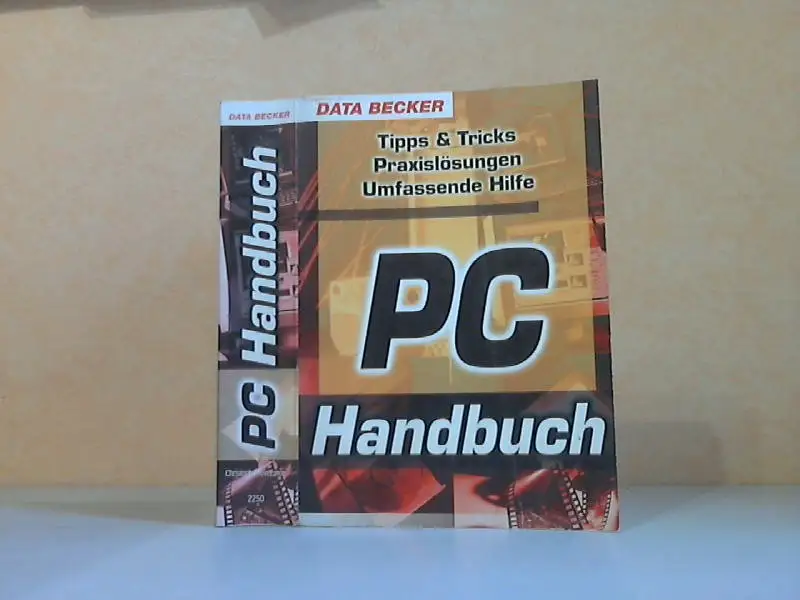 DATA BECKER
PC Handbuch
2250
DATA BECKER
Tipps & Tricks
Praxislösungen
Umfassende Hilfe
PC
Handbuch